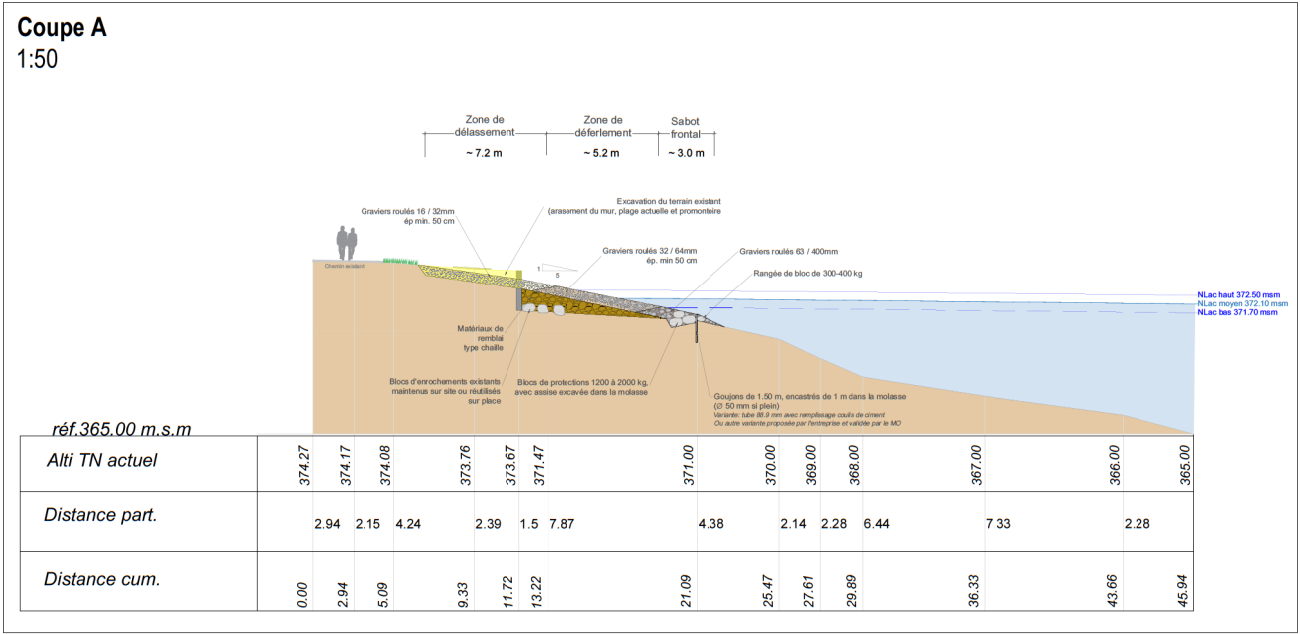 Coupe A
1:50
Zone de
délassement
~ 7.2 m
Zone de
déferlement
~ 5.2 m
Sabot
frontal
~ 3.0 m
Excavation du terrain existant
(arasment du mur, plage actuelle et promontoire
Graviers roulés 16 / 32mm
ép min. 50 cm
Graviers roulés 32 / 64mm
ép. min 50 cm
Graviers roulés 63 / 400mm
Rangée de bloc de 300-400 kg
1
5
Chemin existant
NLac haut 372.50 msm
NLac moyen 372.10 msm
NLac bas 371.70 msm
Matériaux de
remblai
type chaille
Blocs d'enrochements existants
maintenus sur site ou réutilisés
sur place
Blocs de protections 1200 à 2000 kg,
avec assise excavée dans la molasse
Goujons de 1.50 m, encastrés de 1 m dans la molasse
(Ø 50 mm si plein)
Variante: tube 88.9 mm avec remplissage coulis de ciment
Ou autre variante proposée par l'entreprise et validée par le MO
réf.365.00 m.s.m
Alti TN actuel 374.27 374.17 374.08 373.76 373.67 371.47 371.00 370.00 369.00 368.00 367.00 366.00 365.00
Distance part. 2.94 2.15 4.24 2.39 1.5 7.87 4.38 2.14 2.28 6.44 7 33 2.28
Distance cum. 0.00 2.94 5.09 9.33 11.72 13.22 21.09 25.47 27.61 29.89 36.33 43.66 45.94